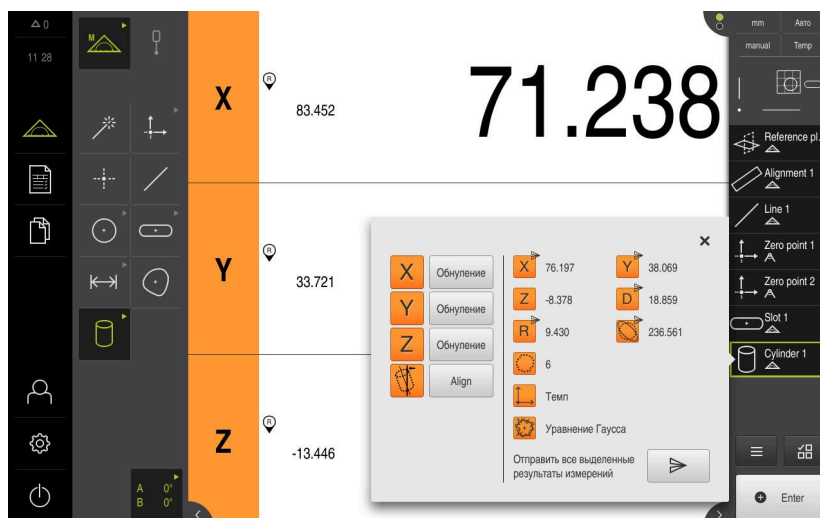 0
11 28
M
X
R
83.452
71.238
Y
R
33.721
Z
R
-13.446
A 0°
B 0°
X
Обнуление
Y
Обнуление
Z
Обнуление
Align
X 76.197 Y 38.069
Z -8.378 D 18.859
R 9.430 236.561
6
Темп
Уравнение Гаусса
Отправить все выделенные
результаты измерений
mm Авто
manual Temp
Reference pl.
Alignment 1
Line 1
Zero point 1
Zero point 2
Slot 1
Cylinder 1
Enter